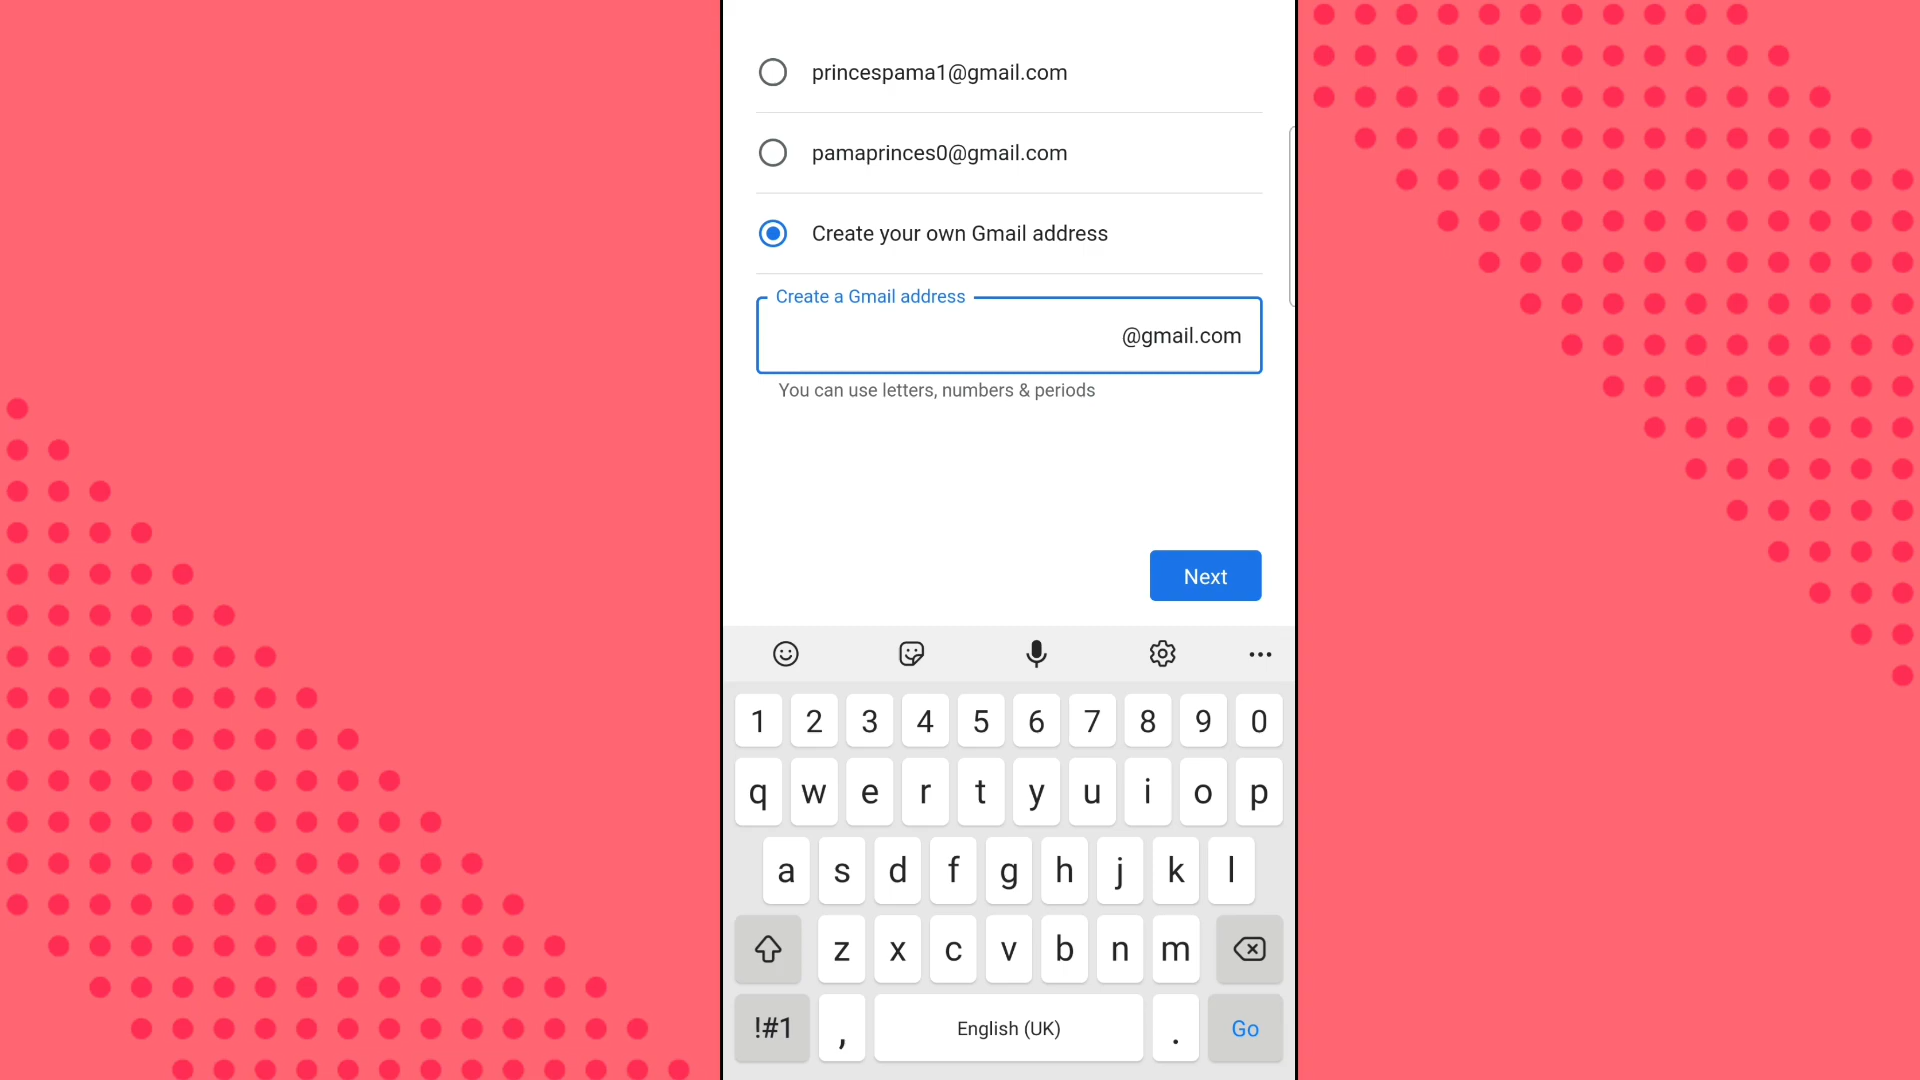 princespama1@gmail.com
pamaprinces0@gmail.com
Create your own Gmail address
Create a Gmail address
@gmail.com
You can use letters, numbers & periods
Next
1 2 3 4 5 6 7 8 9 0
q w e r t y u i o p
a s d f g h j k l
z x c v b n m
!#1 , English (UK) . Go